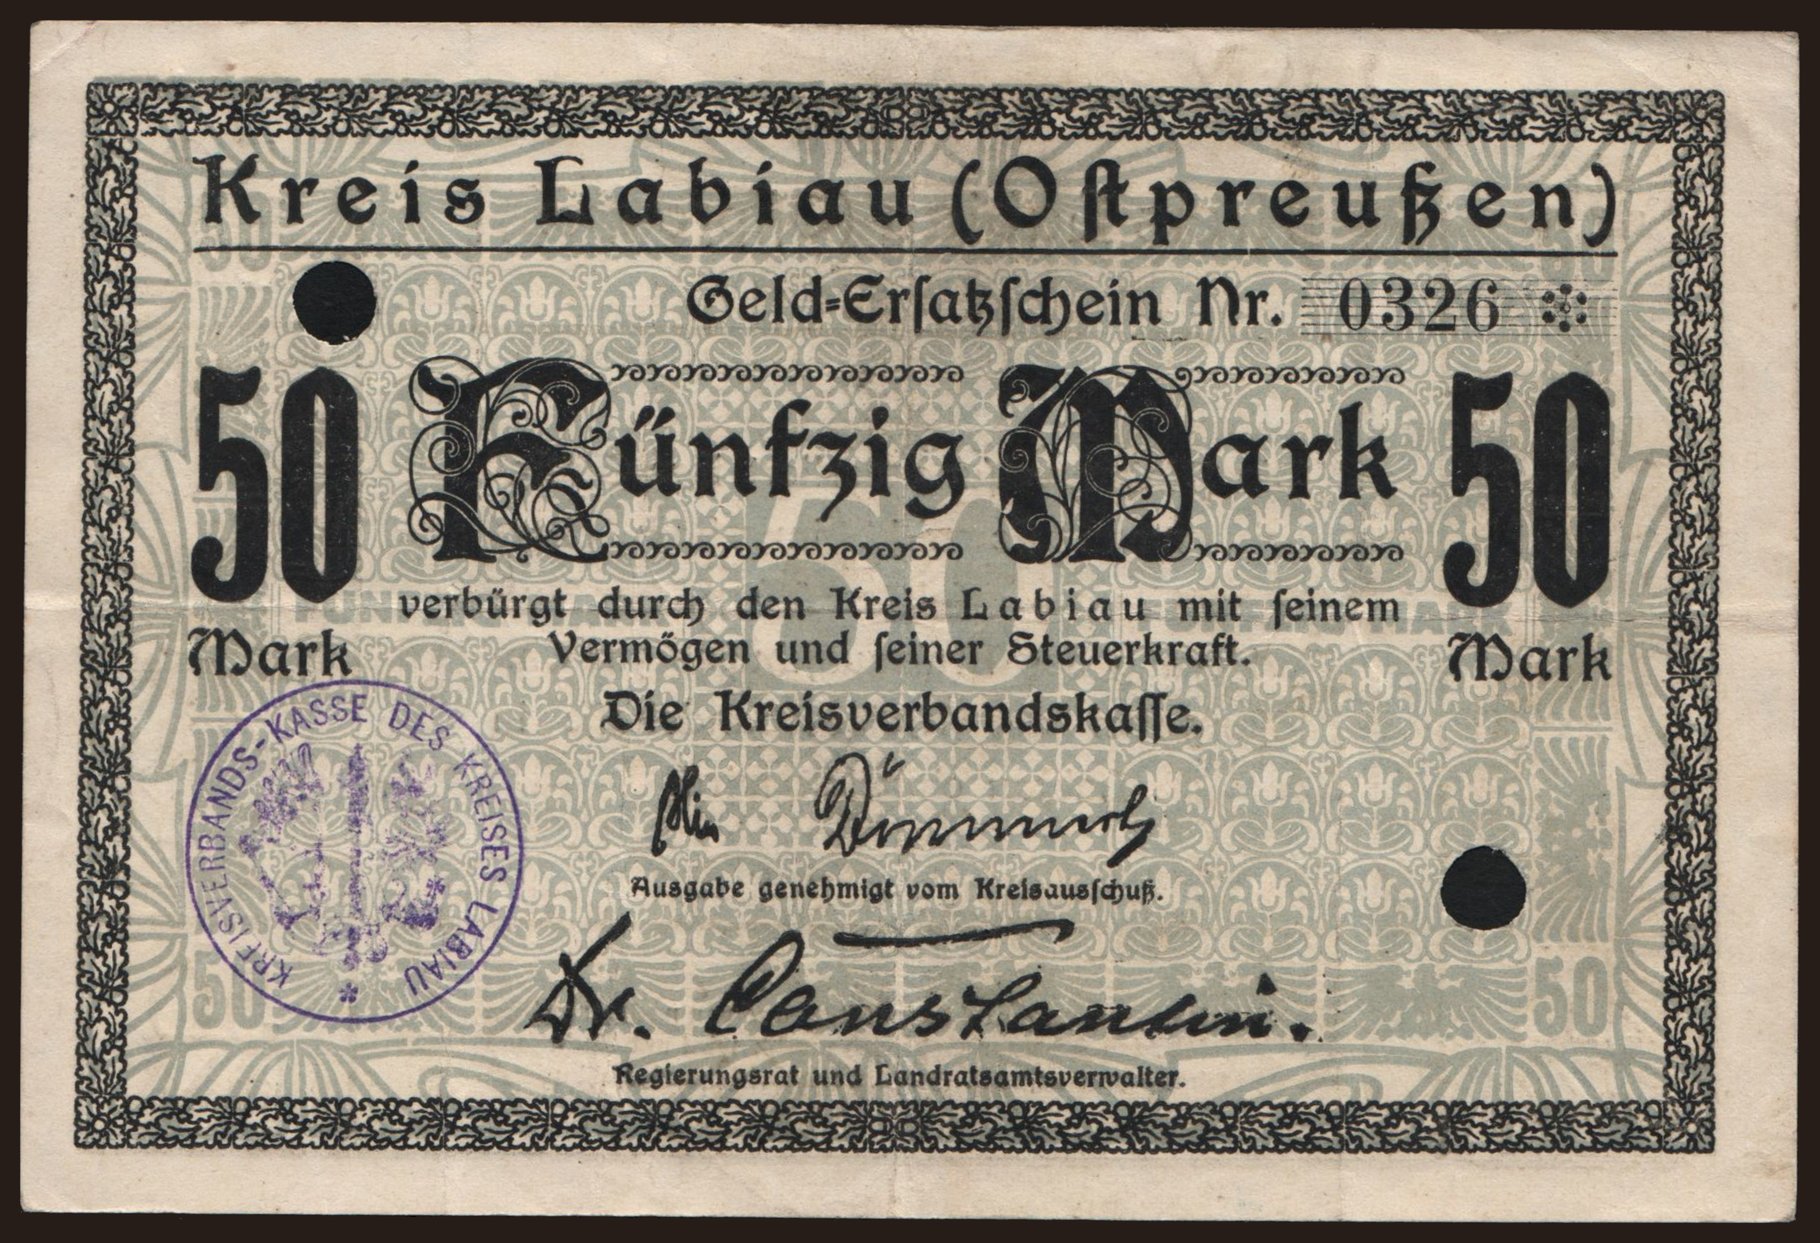 Kreis Labiau (Ostpreußen)
Geld-Ersatzschein Nr. 0326
50 Fünfzig Mark 50
verbürgt durch den Kreis Labiau mit seinem
Mark Vermögen und seiner Steuerkraft. Mark
Die Kreisverbandskasse.
KREISVERBANDS-KASSE DES KREISES LABIAU
Ausgabe genehmigt vom Kreisausschuß.
Dr. Constantin.
50 50
Regierungsrat und Landratsamtsverwalter.